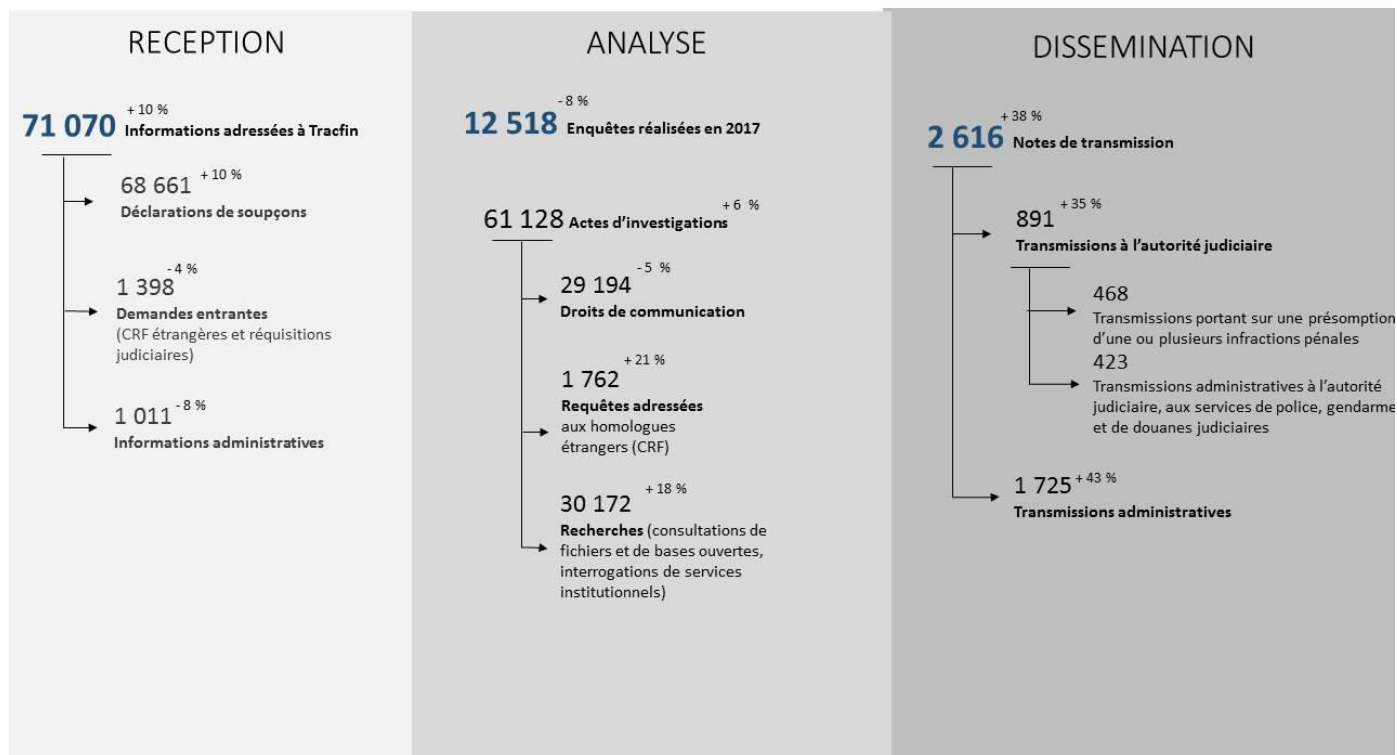 RECEPTION
+ 10 %
71 070 Informations adressées à Tracfin
68 661 + 10 %
Déclarations de soupçons
- 4 %
1 398
Demandes entrantes
(CRF étrangères et réquisitions
judiciaires)
1 011 - 8 %
Informations administratives
ANALYSE
- 8 %
12 518 Enquêtes réalisées en 2017
+ 6 %
61 128 Actes d’investigations
- 5 %
29 194
Droits de communication
+ 21 %
1 762
Requêtes adressées
aux homologues
étrangers (CRF)
+ 18 %
30 172
Recherches (consultations de
fichiers et de bases ouvertes,
interrogations de services
institutionnels)
DISSEMINATION
+ 38 %
2 616 Notes de transmission
891 + 35 %
Transmissions à l’autorité judiciaire
468
Transmissions portant sur une présomption
d’une ou plusieurs infractions pénales
423
Transmissions administratives à l’autorité
judiciaire, aux services de police, gendarme
et de douanes judiciaires
1 725 + 43 %
Transmissions administratives